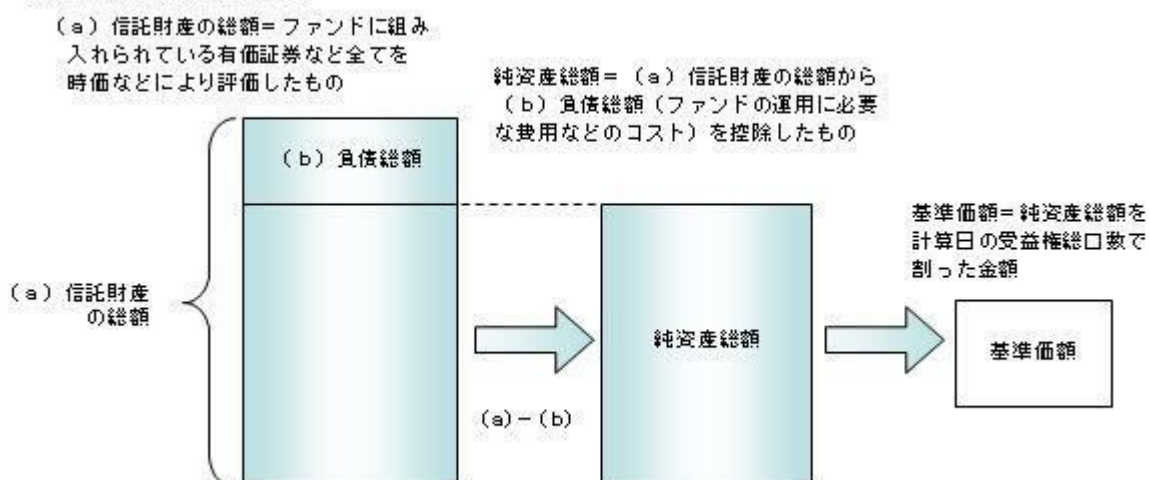 (a)信託財産の総額=ファンドに組み
入れられている有価証券など全てを
時価などにより評価したもの
純資産総額=(a)信託財産の総額から
(b)負債総額(ファンドの運用に必要
な費用などのコスト)を控除したもの
(b)負債総額
基準価額=純資産総額を
計算日の受益権総口数で
割った金額
(a)信託財産
の総額
純資産総額
基準価額
(a)-(b)